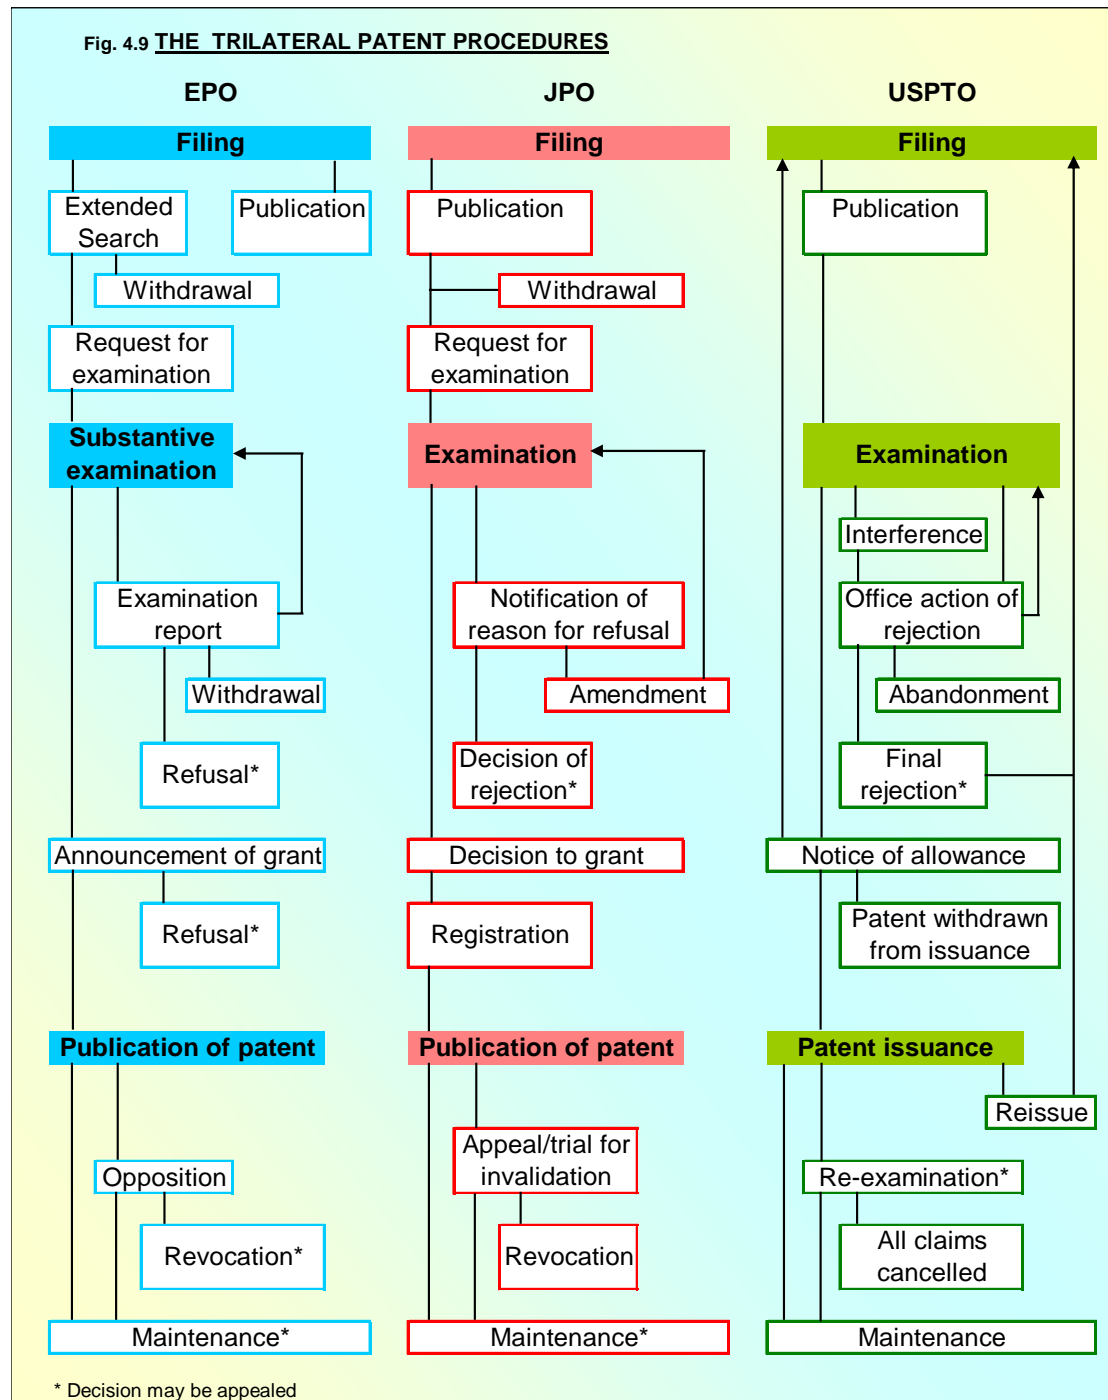 Fig. 4.9 THE TRILATERAL PATENT PROCEDURES
EPO
Filing
Extended
Search
Publication
Withdrawal
Request for
examination
Substantive
examination
Examination
report
Withdrawal
Refusal*
Announcement of grant
Refusal*
Publication of patent
Opposition
Revocation*
Maintenance*
JPO
Filing
Publication
Withdrawal
Request for
examination
Examination
Notification of
reason for refusal
Amendment
Decision of
rejection*
Decision to grant
Registration
Publication of patent
Appeal/trial for
invalidation
Revocation
Maintenance*
USPTO
Filing
Publication
Examination
Interference
Office action of
rejection
Abandonment
Final
rejection*
Notice of allowance
Patent withdrawn
from issuance
Patent issuance
Reissue
Re-examination*
All claims
cancelled
Maintenance
* Decision may be appealed